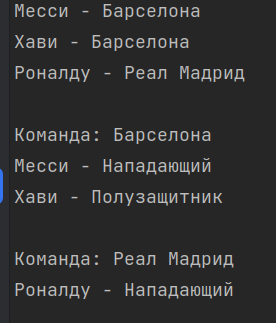 Месси - Барселона
Хави - Барселона
Роналду - Реал Мадрид
Команда: Барселона
Месси - Нападающий
Хави - Полузащитник
Команда: Реал Мадрид
Роналду - Нападающий